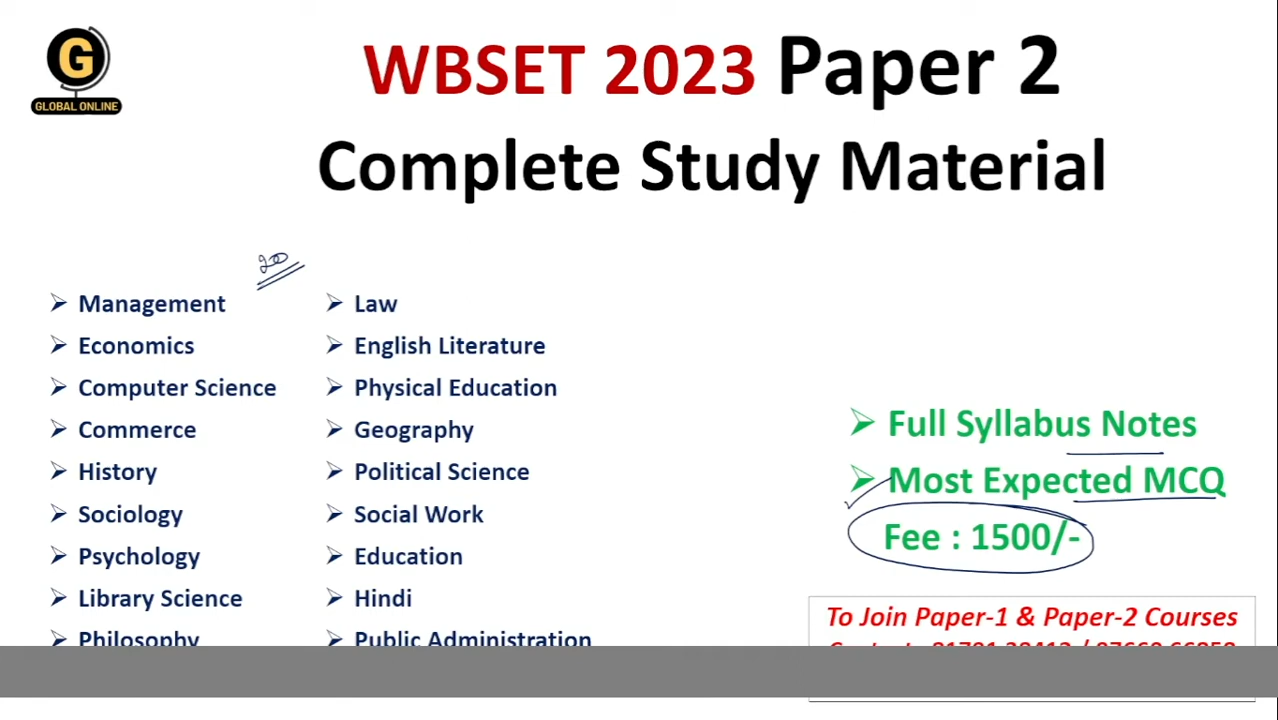 G
GLOBAL ONLINE
WBSET 2023 Paper 2
Complete Study Material
20
Management
Economics
Computer Science
Commerce
History
Sociology
Psychology
Library Science
Philosophy
Law
English Literature
Physical Education
Geography
Political Science
Social Work
Education
Hindi
Public Administration
Full Syllabus Notes
Most Expected MCQ
Fee : 1500/-
To Join Paper-1 & Paper-2 Courses